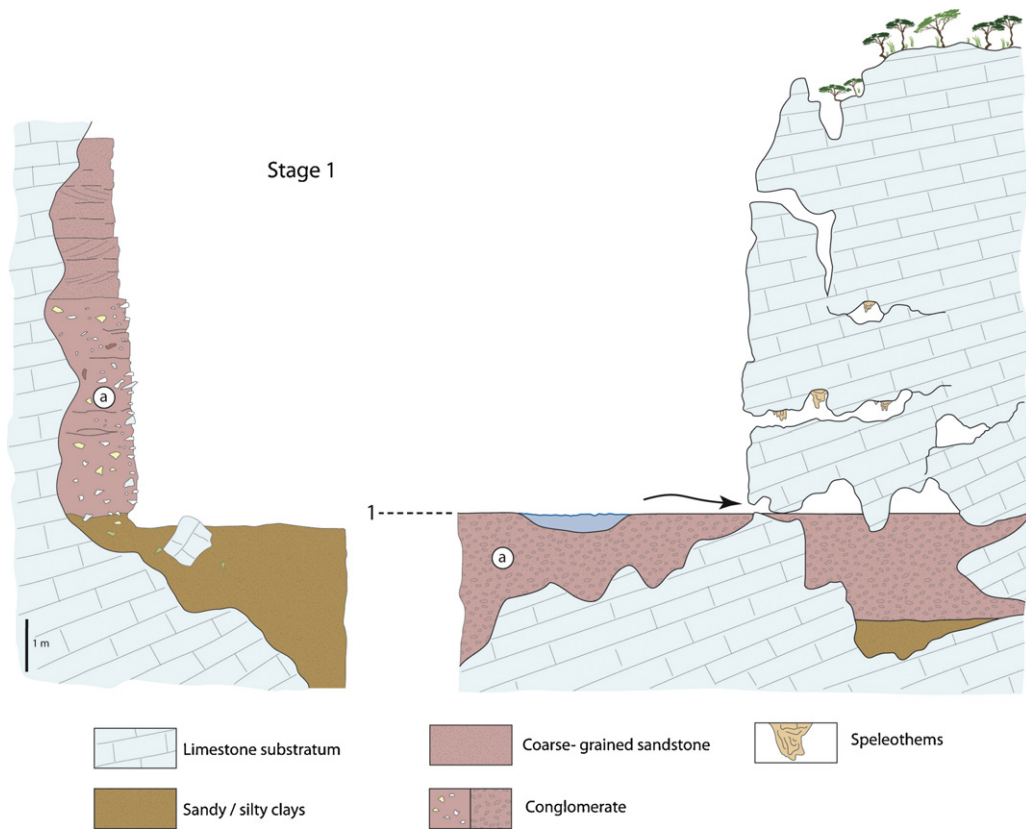 Stage 1
a
1
a
1 m
Limestone substratum
Coarse- grained sandstone
Speleothems
Sandy / silty clays
Conglomerate